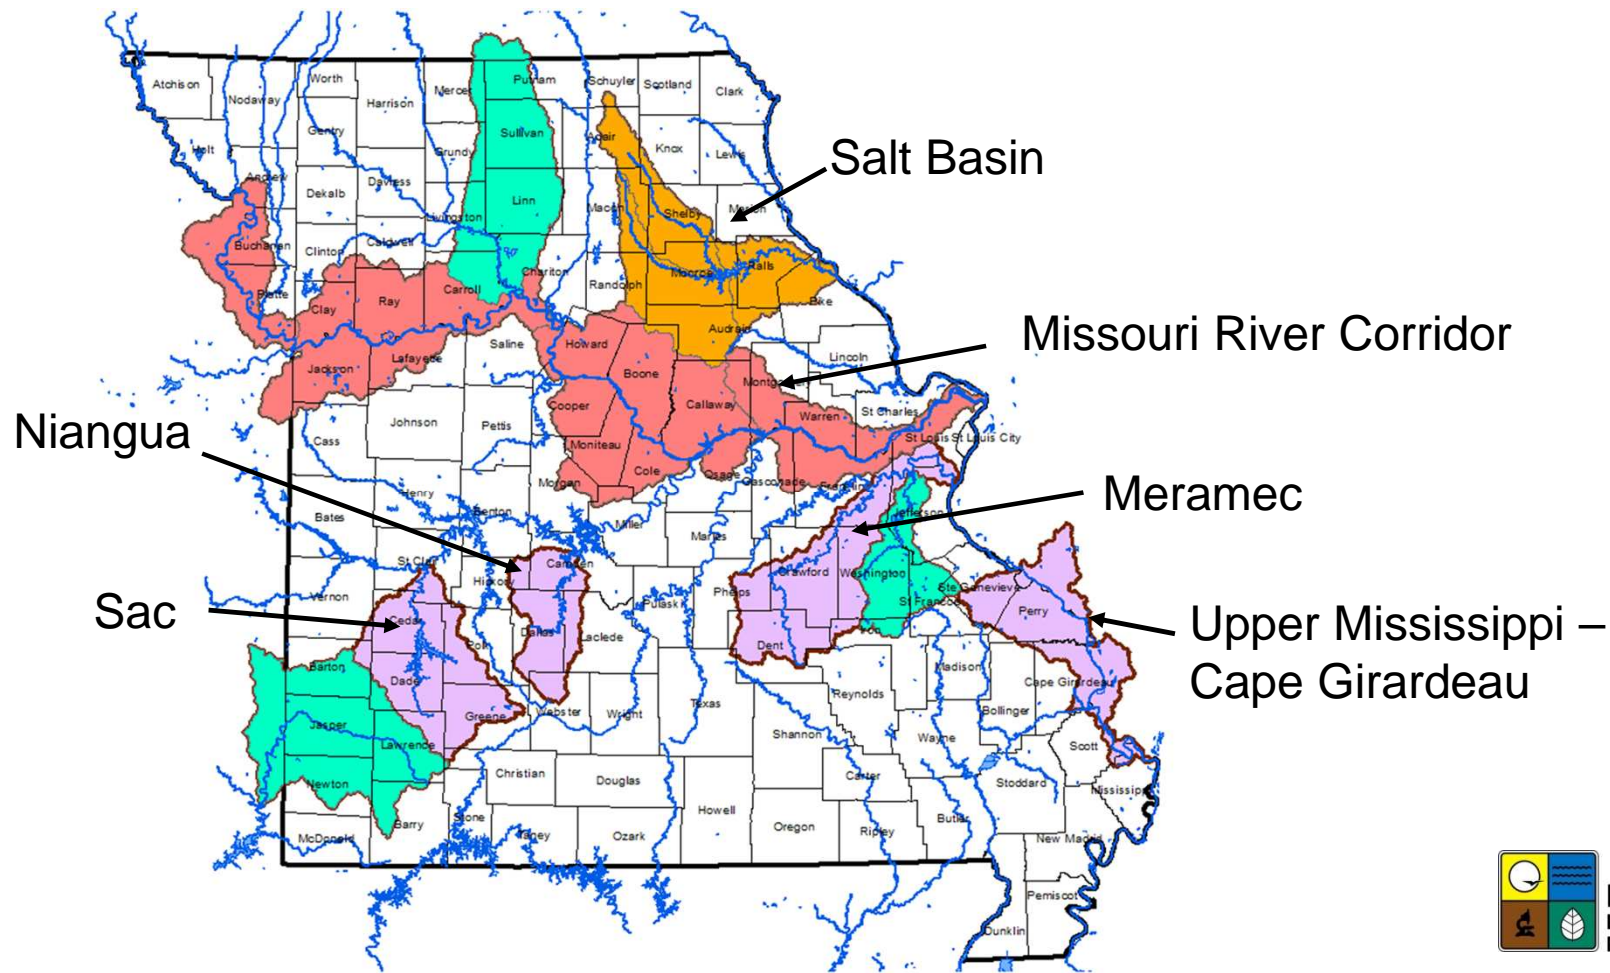 Atchison
Nodaway
Worth
Harrison
Mercer
Putnam
Schuyler
Scotland
Clark
Holt
Gentry
Grundy
Sullivan
Adair
Knox
Lewis
Salt Basin
Andrew
Dekalb
Daviess
Livingston
Linn
Macon
Shelby
Marion
Buchanan
Clinton
Caldwell
Chariton
Randolph
Monroe
Ralls
Pike
Platte
Clay
Ray
Carroll
Saline
Howard
Audrain
Missouri River Corridor
Jackson
Lafayette
Boone
Callaway
Montgomery
Lincoln
Niangua
Cass
Johnson
Pettis
Cooper
Moniteau
Warren
St Charles
St Louis
St Louis City
Morgan
Cole
Osage
Gasconade
Franklin
Meramec
Henry
Bates
Benton
Miller
Maries
Jefferson
St Clair
Hickory
Camden
Crawford
Washington
Ste Genevieve
Sac
Vernon
Cedar
Polk
Dallas
Laclede
Pulaski
Phelps
Dent
Iron
St Francois
Perry
Upper Mississippi –
Cape Girardeau
Barton
Dade
Greene
Webster
Wright
Texas
Reynolds
Madison
Cape Girardeau
Bollinger
Jasper
Lawrence
Newton
Christian
Douglas
Shannon
Wayne
Scott
Carter
Stoddard
Mississippi
McDonald
Barry
Stone
Taney
Ozark
Howell
Oregon
Ripley
Butler
New Madrid
Pemiscot
Dunklin